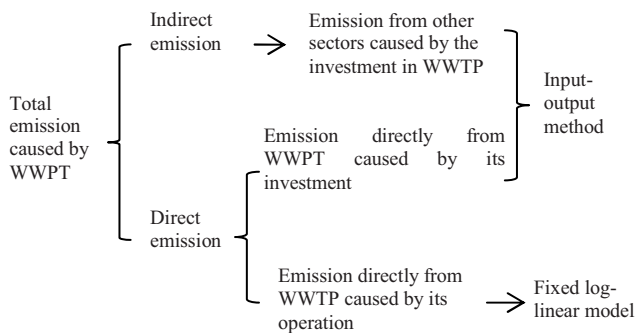 Total
emission
caused by
WWPT
Indirect
emission
Emission from other
sectors caused by the
investment in WWTP
Input-
output
method
Direct
emission
Emission directly from
WWPT caused by its
investment
Emission directly from
WWTP caused by its
operation
Fixed log-
linear model